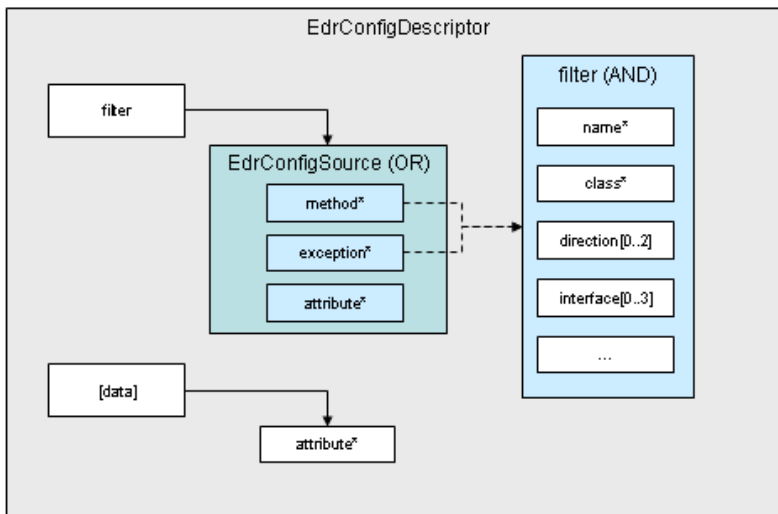 EdrConfigDescriptor
filter
EdrConfigSource (OR)
method*
exception*
attribute*
filter (AND)
name*
class*
direction[0..2]
interface[0..3]
...
[data]
attribute*